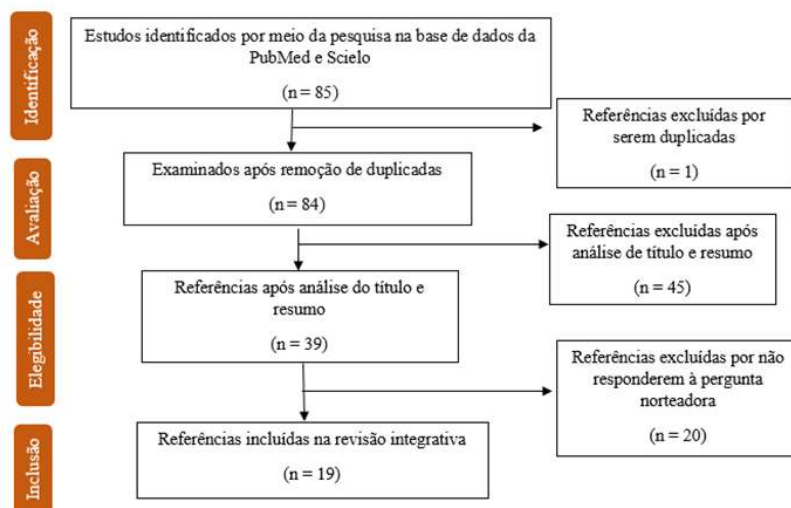 Identificação
Estudos identificados por meio da pesquisa na base de dados da
PubMed e Scielo
(n = 85)
Referências excluídas por
serem duplicadas
(n = 1)
Avaliação
Examinados após remoção de duplicadas
(n = 84)
Referências excluídas após
análise de título e resumo
(n = 45)
Elegibilidade
Referências após análise do título e
resumo
(n = 39)
Referências excluídas por não
responderem à pergunta
norteadora
(n = 20)
Inclusão
Referências incluídas na revisão integrativa
(n = 19)